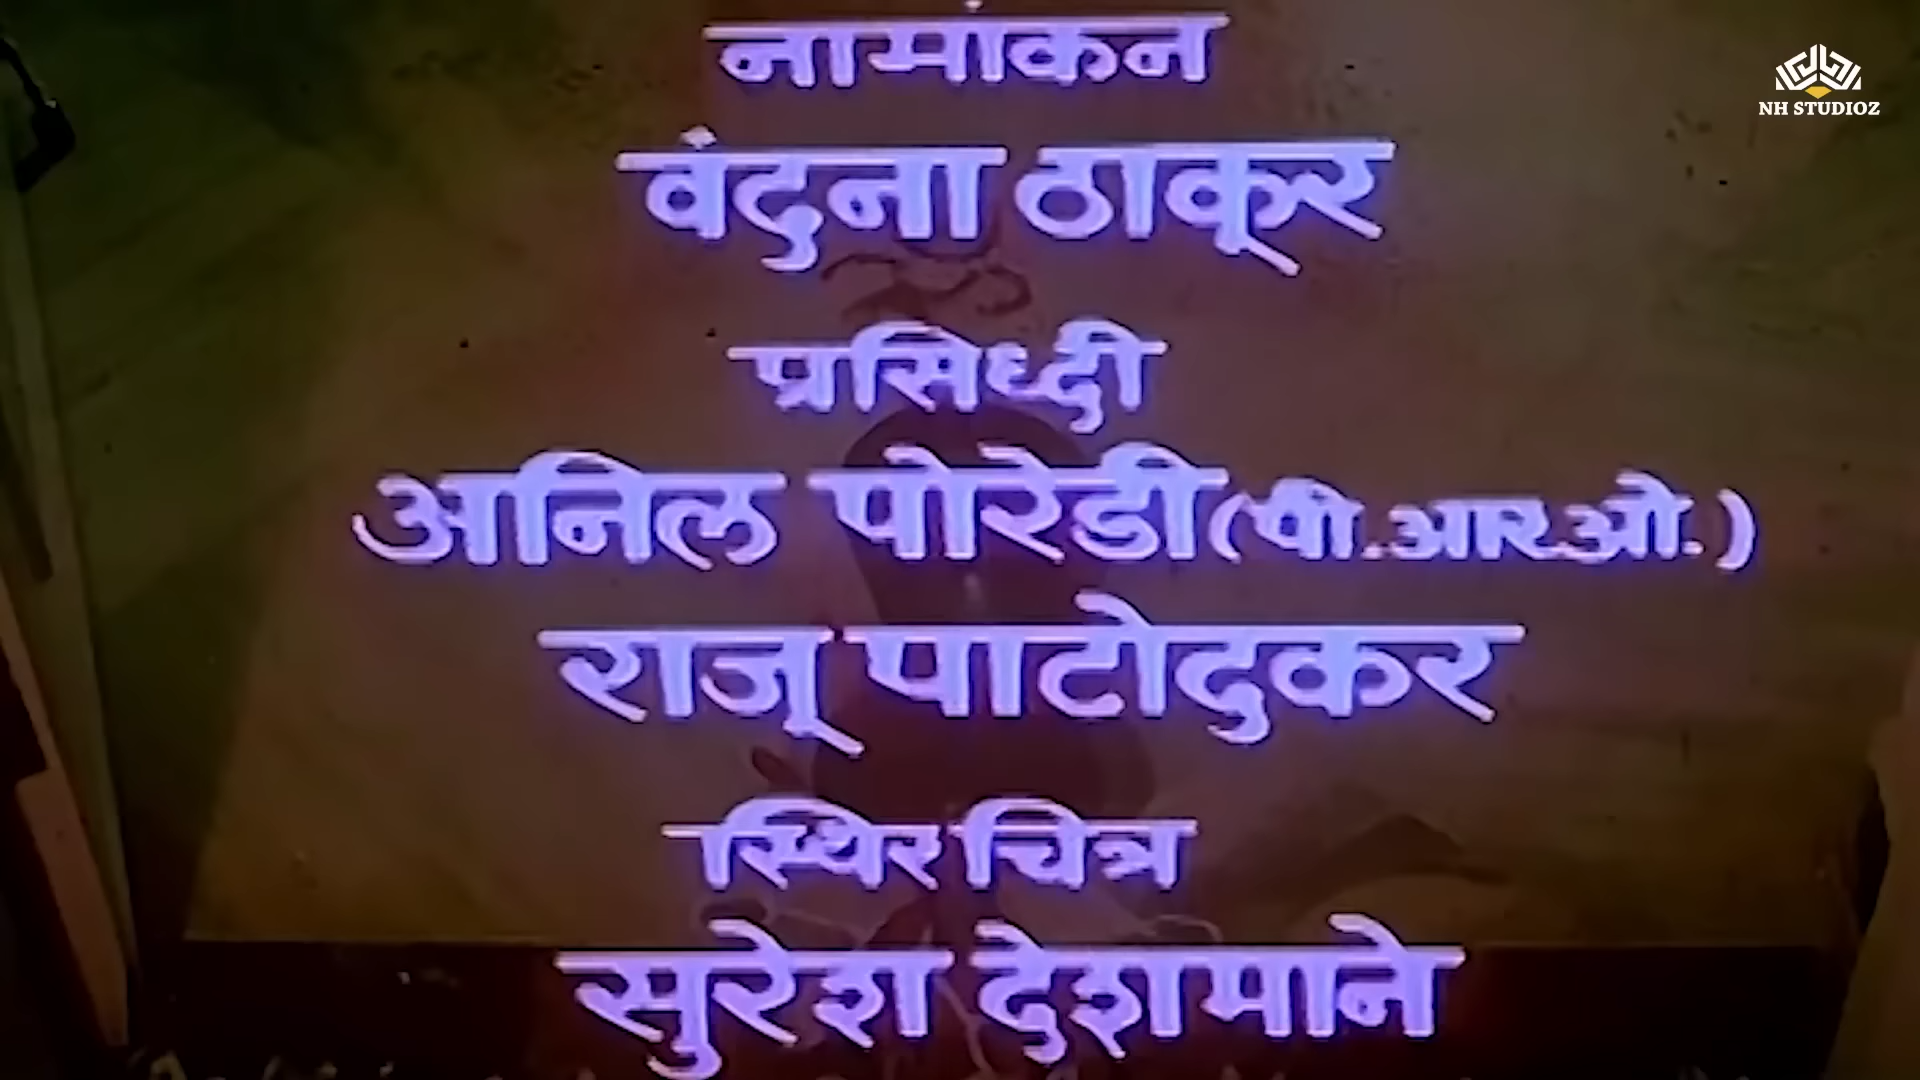 नामांकन
NH STUDIOZ
वंदना ठाकूर
प्रसिध्दी
अनिल पोरेडी (पी.आर.ओ.)
राज् पाटोदकर
स्थिर चित्र
सुरेश देशमाने